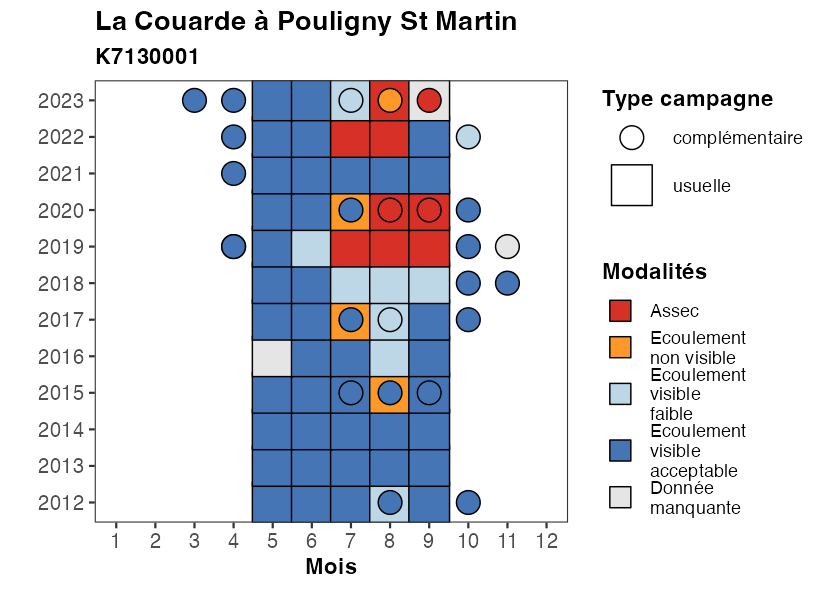 La Couarde à Pouligny St Martin
K7130001
2023
2022
2021
2020
2019
2018
2017
2016
2015
2014
2013
2012
1 2 3 4 5 6 7 8 9 10 11 12
Mois
Type campagne
complémentaire
usuelle
Modalités
Assec
Ecoulement
non visible
Ecoulement
visible
faible
Ecoulement
visible
acceptable
Donnée
manquante